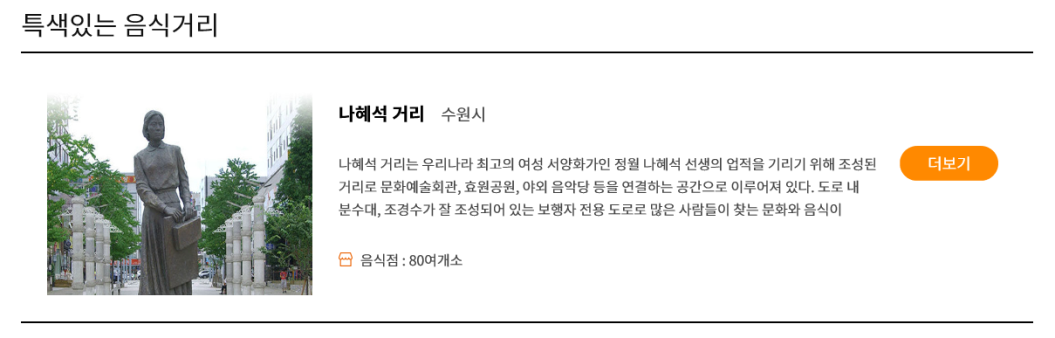 특색있는 음식거리
나혜석 거리 수원시
나혜석 거리는 우리나라 최고의 여성 서양화가인 정월 나혜석 선생의 업적을 기리기 위해 조성된
거리로 문화예술회관, 효원공원, 야외 음악당 등을 연결하는 공간으로 이루어져 있다. 도로 내
분수대, 조경수가 잘 조성되어 있는 보행자 전용 도로로 많은 사람들이 찾는 문화와 음식이
더보기
음식점 : 80여개소